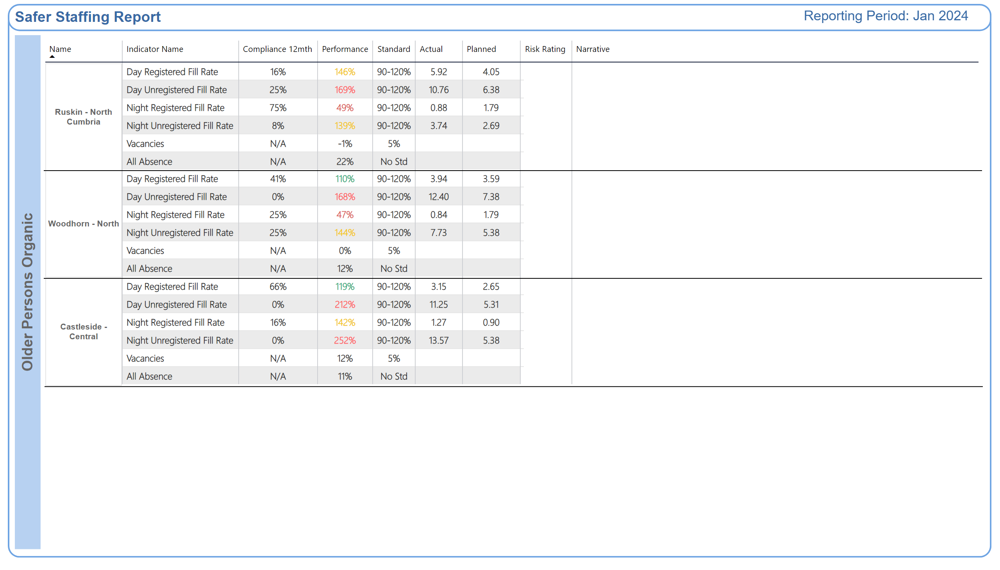 Safer Staffing Report
Reporting Period: Jan 2024
Older Persons Organic
Name Indicator Name Compliance 12mth Performance Standard Actual Planned Risk Rating Narrative
Ruskin - North
Cumbria
Day Registered Fill Rate 16% 146% 90-120% 5.92 4.05
Day Unregistered Fill Rate 25% 169% 90-120% 10.76 6.38
Night Registered Fill Rate 75% 49% 90-120% 0.88 1.79
Night Unregistered Fill Rate 8% 139% 90-120% 3.74 2.69
Vacancies N/A -1% 5%
All Absence N/A 22% No Std
Woodhorn - North
Day Registered Fill Rate 41% 110% 90-120% 3.94 3.59
Day Unregistered Fill Rate 0% 168% 90-120% 12.40 7.38
Night Registered Fill Rate 25% 47% 90-120% 0.84 1.79
Night Unregistered Fill Rate 25% 144% 90-120% 7.73 5.38
Vacancies N/A 0% 5%
All Absence N/A 12% No Std
Castleside -
Central
Day Registered Fill Rate 66% 119% 90-120% 3.15 2.65
Day Unregistered Fill Rate 0% 212% 90-120% 11.25 5.31
Night Registered Fill Rate 16% 142% 90-120% 1.27 0.90
Night Unregistered Fill Rate 0% 252% 90-120% 13.57 5.38
Vacancies N/A 12% 5%
All Absence N/A 11% No Std